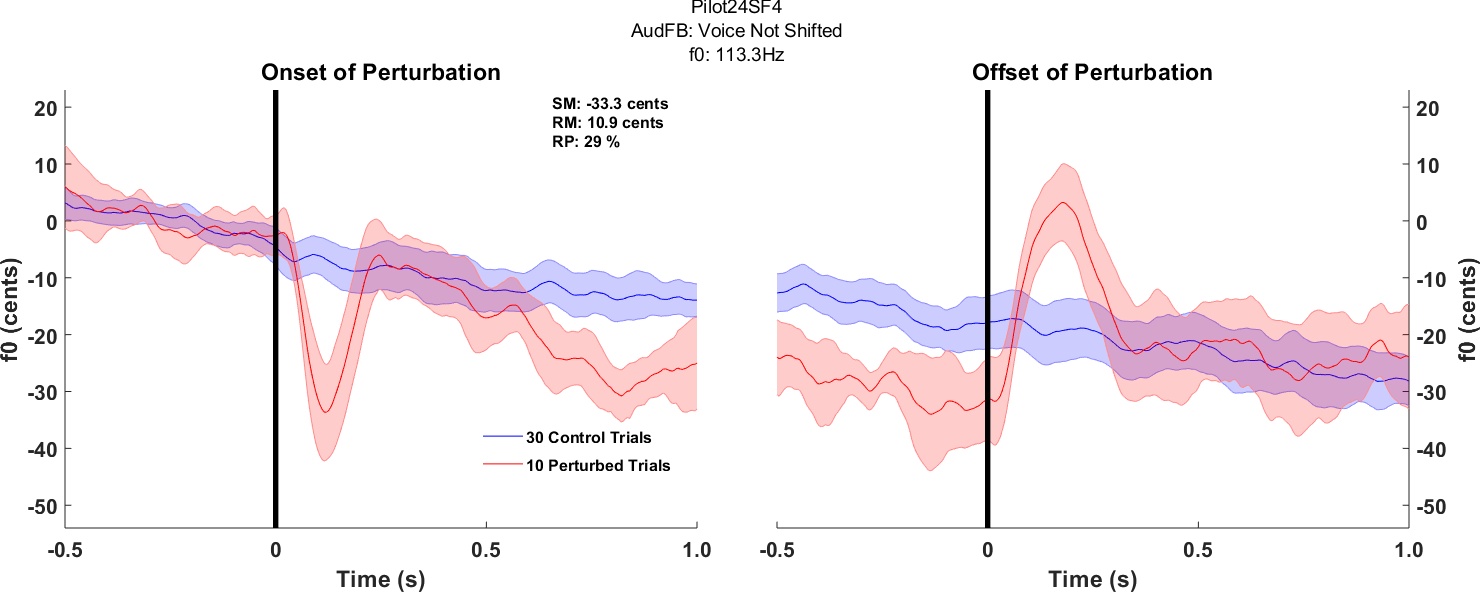 Pilot24SF4
AudFB: Voice Not Shifted
f0: 113.3Hz
Onset of Perturbation
SM: -33.3 cents
RM: 10.9 cents
RP: 29 %
20
10
0
-10
-20
-30
-40
-50
f0 (cents)
30 Control Trials
10 Perturbed Trials
-0.5
0
0.5
1.0
Time (s)
Offset of Perturbation
20
10
0
-10
-20
-30
-40
-50
f0 (cents)
-0.5
0
0.5
1.0
Time (s)